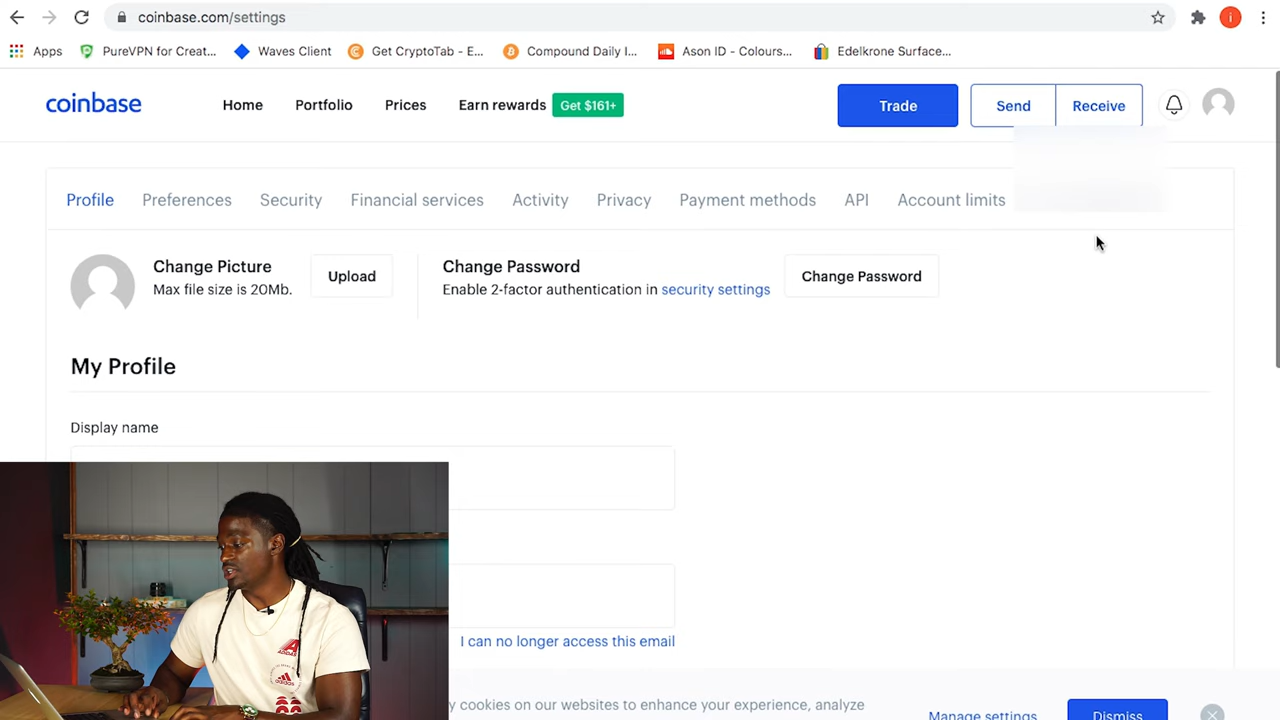 coinbase.com/settings
i
Apps
PureVPN for Creat...
Waves Client
Get CryptoTab - E...
Compound Daily I...
Ason ID - Colours...
Edelkrone Surface...
coinbase
Home
Portfolio
Prices
Earn rewards
Get $161+
Trade
Send
Receive
Profile
Preferences
Security
Financial services
Activity
Privacy
Payment methods
API
Account limits
Change Picture
Max file size is 20Mb.
Upload
Change Password
Enable 2-factor authentication in security settings
Change Password
My Profile
Display name
I can no longer access this email
y cookies on our websites to enhance your experience, analyze
Manage settings
Dismiss